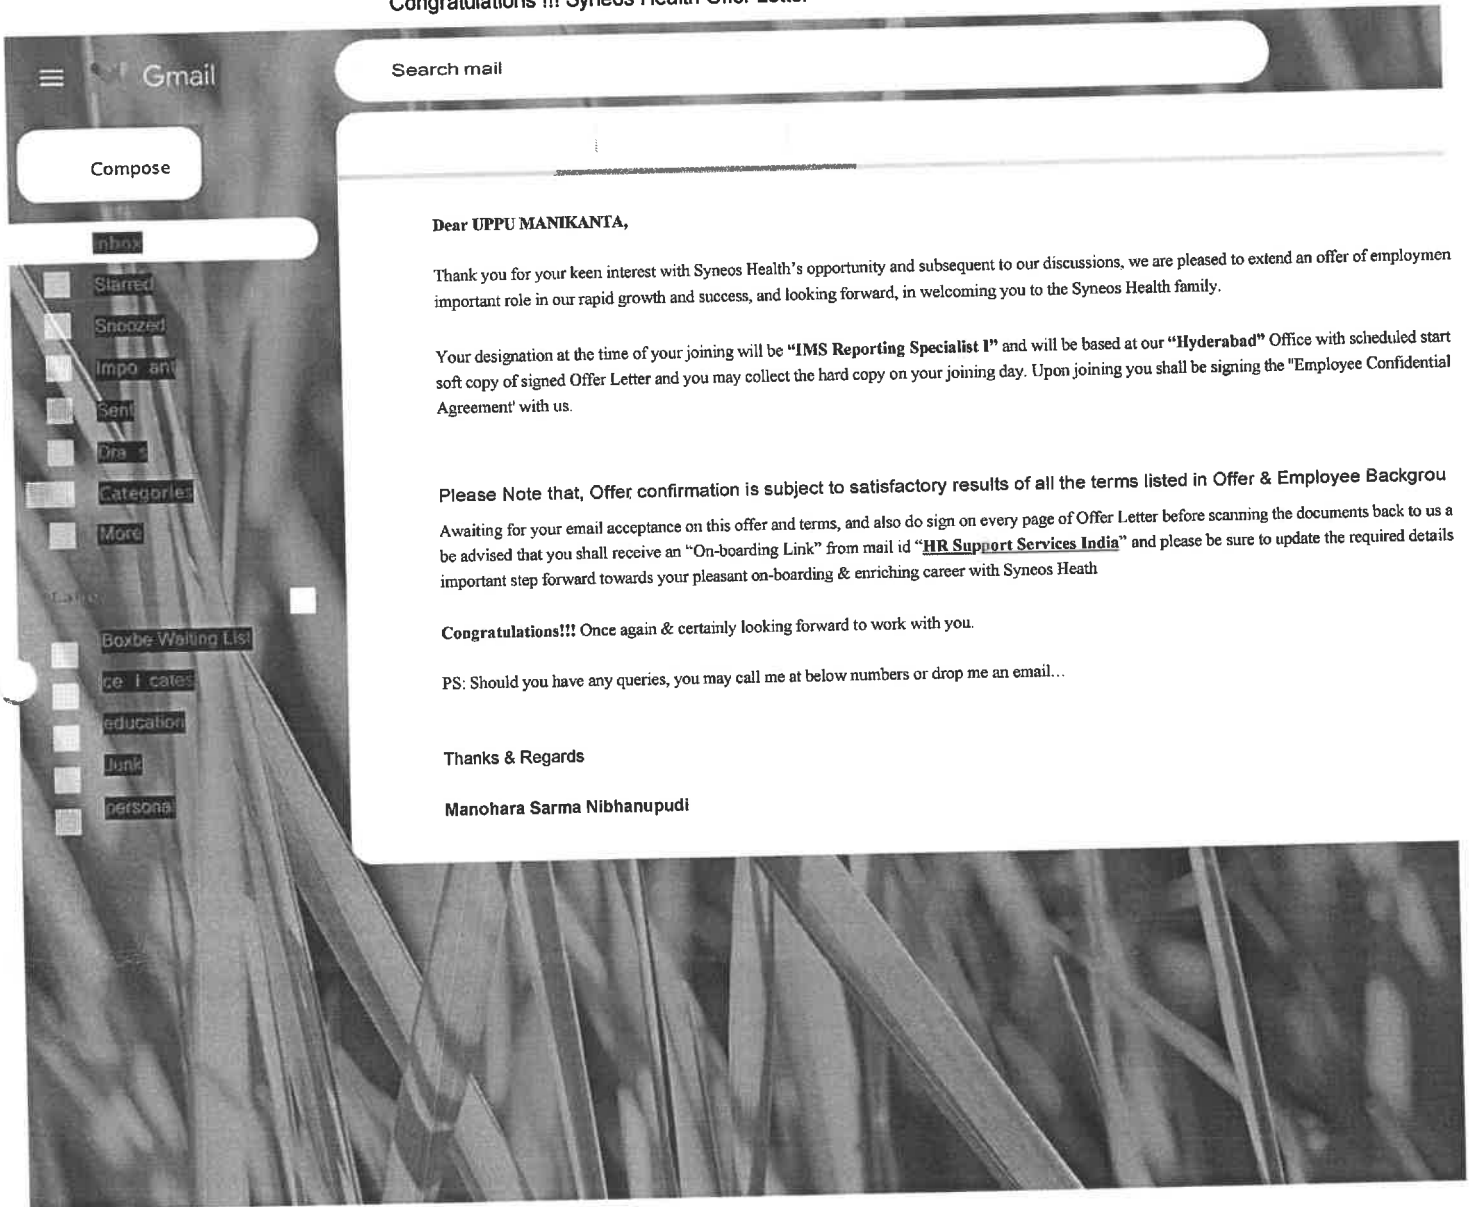 Congratulations !!! Syneos Health Offer Letter
Gmail
Search mail
Compose
Inbox
Starred
Snoozed
Impo ant
Sent
Dra s
Categories
More
Boxbe Waiting List
ce i cates
education
Junk
personal
Dear UPPU MANIKANTA,
Thank you for your keen interest with Syneos Health's opportunity and subsequent to our discussions, we are pleased to extend an offer of employmen
important role in our rapid growth and success, and looking forward, in welcoming you to the Syneos Health family.
Your designation at the time of your joining will be “IMS Reporting Specialist I” and will be based at our “Hyderabad” Office with scheduled start
soft copy of signed Offer Letter and you may collect the hard copy on your joining day. Upon joining you shall be signing the "Employee Confidential
Agreement' with us.
Please Note that, Offer confirmation is subject to satisfactory results of all the terms listed in Offer & Employee Backgrou
Awaiting for your email acceptance on this offer and terms, and also do sign on every page of Offer Letter before scanning the documents back to us a
be advised that you shall receive an “On-boarding Link” from mail id “HR Support Services India” and please be sure to update the required details
important step forward towards your pleasant on-boarding & enriching career with Syneos Heath
Congratulations!!! Once again & certainly looking forward to work with you.
PS: Should you have any queries, you may call me at below numbers or drop me an email…
Thanks & Regards
Manohara Sarma Nibhanupudi